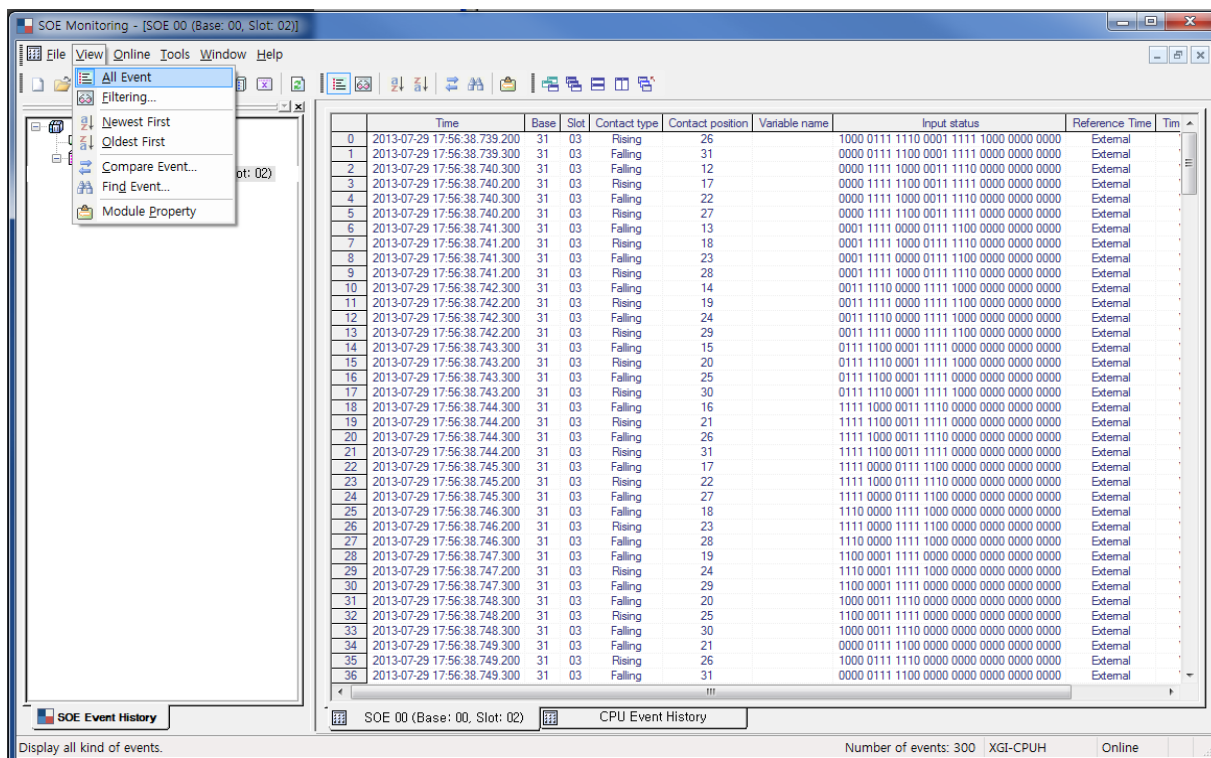 SOE Monitoring - [SOE 00 (Base: 00, Slot: 02)]
File View Online Tools Window Help
All Event
Filtering...
Newest First
Oldest First
Compare Event...
Find Event...
Module Property
ot: 02)
Time Base Slot Contact type Contact position Variable name Input status Reference Time Tim
0 2013-07-29 17:56:38.739.200 31 03 Rising 26 1000 0111 1110 0001 1111 1000 0000 0000 External
1 2013-07-29 17:56:38.739.300 31 03 Falling 31 0000 0111 1100 0001 1111 0000 0000 0000 External
2 2013-07-29 17:56:38.740.300 31 03 Falling 12 0000 1111 1000 0011 1110 0000 0000 0000 External
3 2013-07-29 17:56:38.740.200 31 03 Rising 17 0000 1111 1100 0011 1111 0000 0000 0000 External
4 2013-07-29 17:56:38.740.300 31 03 Falling 22 0000 1111 1000 0011 1110 0000 0000 0000 External
5 2013-07-29 17:56:38.740.200 31 03 Rising 27 0000 1111 1100 0011 1111 0000 0000 0000 External
6 2013-07-29 17:56:38.741.300 31 03 Falling 13 0001 1111 0000 0111 1100 0000 0000 0000 External
7 2013-07-29 17:56:38.741.200 31 03 Rising 18 0001 1111 1000 0111 1110 0000 0000 0000 External
8 2013-07-29 17:56:38.741.300 31 03 Falling 23 0001 1111 0000 0111 1100 0000 0000 0000 External
9 2013-07-29 17:56:38.741.200 31 03 Rising 28 0001 1111 1000 0111 1110 0000 0000 0000 External
10 2013-07-29 17:56:38.742.300 31 03 Falling 14 0011 1110 0000 1111 1000 0000 0000 0000 External
11 2013-07-29 17:56:38.742.200 31 03 Rising 19 0011 1111 0000 1111 1100 0000 0000 0000 External
12 2013-07-29 17:56:38.742.300 31 03 Falling 24 0011 1110 0000 1111 1000 0000 0000 0000 External
13 2013-07-29 17:56:38.742.200 31 03 Rising 29 0011 1111 0000 1111 1100 0000 0000 0000 External
14 2013-07-29 17:56:38.743.300 31 03 Falling 15 0111 1100 0001 1111 0000 0000 0000 0000 External
15 2013-07-29 17:56:38.743.200 31 03 Rising 20 0111 1110 0001 1111 1000 0000 0000 0000 External
16 2013-07-29 17:56:38.743.300 31 03 Falling 25 0111 1100 0001 1111 0000 0000 0000 0000 External
17 2013-07-29 17:56:38.743.200 31 03 Rising 30 0111 1110 0001 1111 1000 0000 0000 0000 External
18 2013-07-29 17:56:38.744.300 31 03 Falling 16 1111 1000 0011 1110 0000 0000 0000 0000 External
19 2013-07-29 17:56:38.744.200 31 03 Rising 21 1111 1100 0011 1111 0000 0000 0000 0000 External
20 2013-07-29 17:56:38.744.300 31 03 Falling 26 1111 1000 0011 1110 0000 0000 0000 0000 External
21 2013-07-29 17:56:38.744.200 31 03 Rising 31 1111 1100 0011 1111 0000 0000 0000 0000 External
22 2013-07-29 17:56:38.745.300 31 03 Falling 17 1111 0000 0111 1100 0000 0000 0000 0000 External
23 2013-07-29 17:56:38.745.200 31 03 Rising 22 1111 1000 0111 1110 0000 0000 0000 0000 External
24 2013-07-29 17:56:38.745.300 31 03 Falling 27 1111 0000 0111 1100 0000 0000 0000 0000 External
25 2013-07-29 17:56:38.746.300 31 03 Falling 18 1110 0000 1111 1000 0000 0000 0000 0000 External
26 2013-07-29 17:56:38.746.200 31 03 Rising 23 1111 0000 1111 1100 0000 0000 0000 0000 External
27 2013-07-29 17:56:38.746.300 31 03 Falling 28 1110 0000 1111 1000 0000 0000 0000 0000 External
28 2013-07-29 17:56:38.747.300 31 03 Falling 19 1100 0001 1111 0000 0000 0000 0000 0000 External
29 2013-07-29 17:56:38.747.200 31 03 Rising 24 1110 0001 1111 1000 0000 0000 0000 0000 External
30 2013-07-29 17:56:38.747.300 31 03 Falling 29 1100 0001 1111 0000 0000 0000 0000 0000 External
31 2013-07-29 17:56:38.748.300 31 03 Falling 20 1000 0011 1110 0000 0000 0000 0000 0000 External
32 2013-07-29 17:56:38.748.200 31 03 Rising 25 1100 0011 1111 0000 0000 0000 0000 0000 External
33 2013-07-29 17:56:38.748.300 31 03 Falling 30 1000 0011 1110 0000 0000 0000 0000 0000 External
34 2013-07-29 17:56:38.749.300 31 03 Falling 21 0000 0111 1100 0000 0000 0000 0000 0000 External
35 2013-07-29 17:56:38.749.200 31 03 Rising 26 1000 0111 1110 0000 0000 0000 0000 0000 External
36 2013-07-29 17:56:38.749.300 31 03 Falling 31 0000 0111 1100 0000 0000 0000 0000 0000 External
SOE Event History
SOE 00 (Base: 00, Slot: 02) CPU Event History
Display all kind of events. Number of events: 300 XGI-CPUH Online